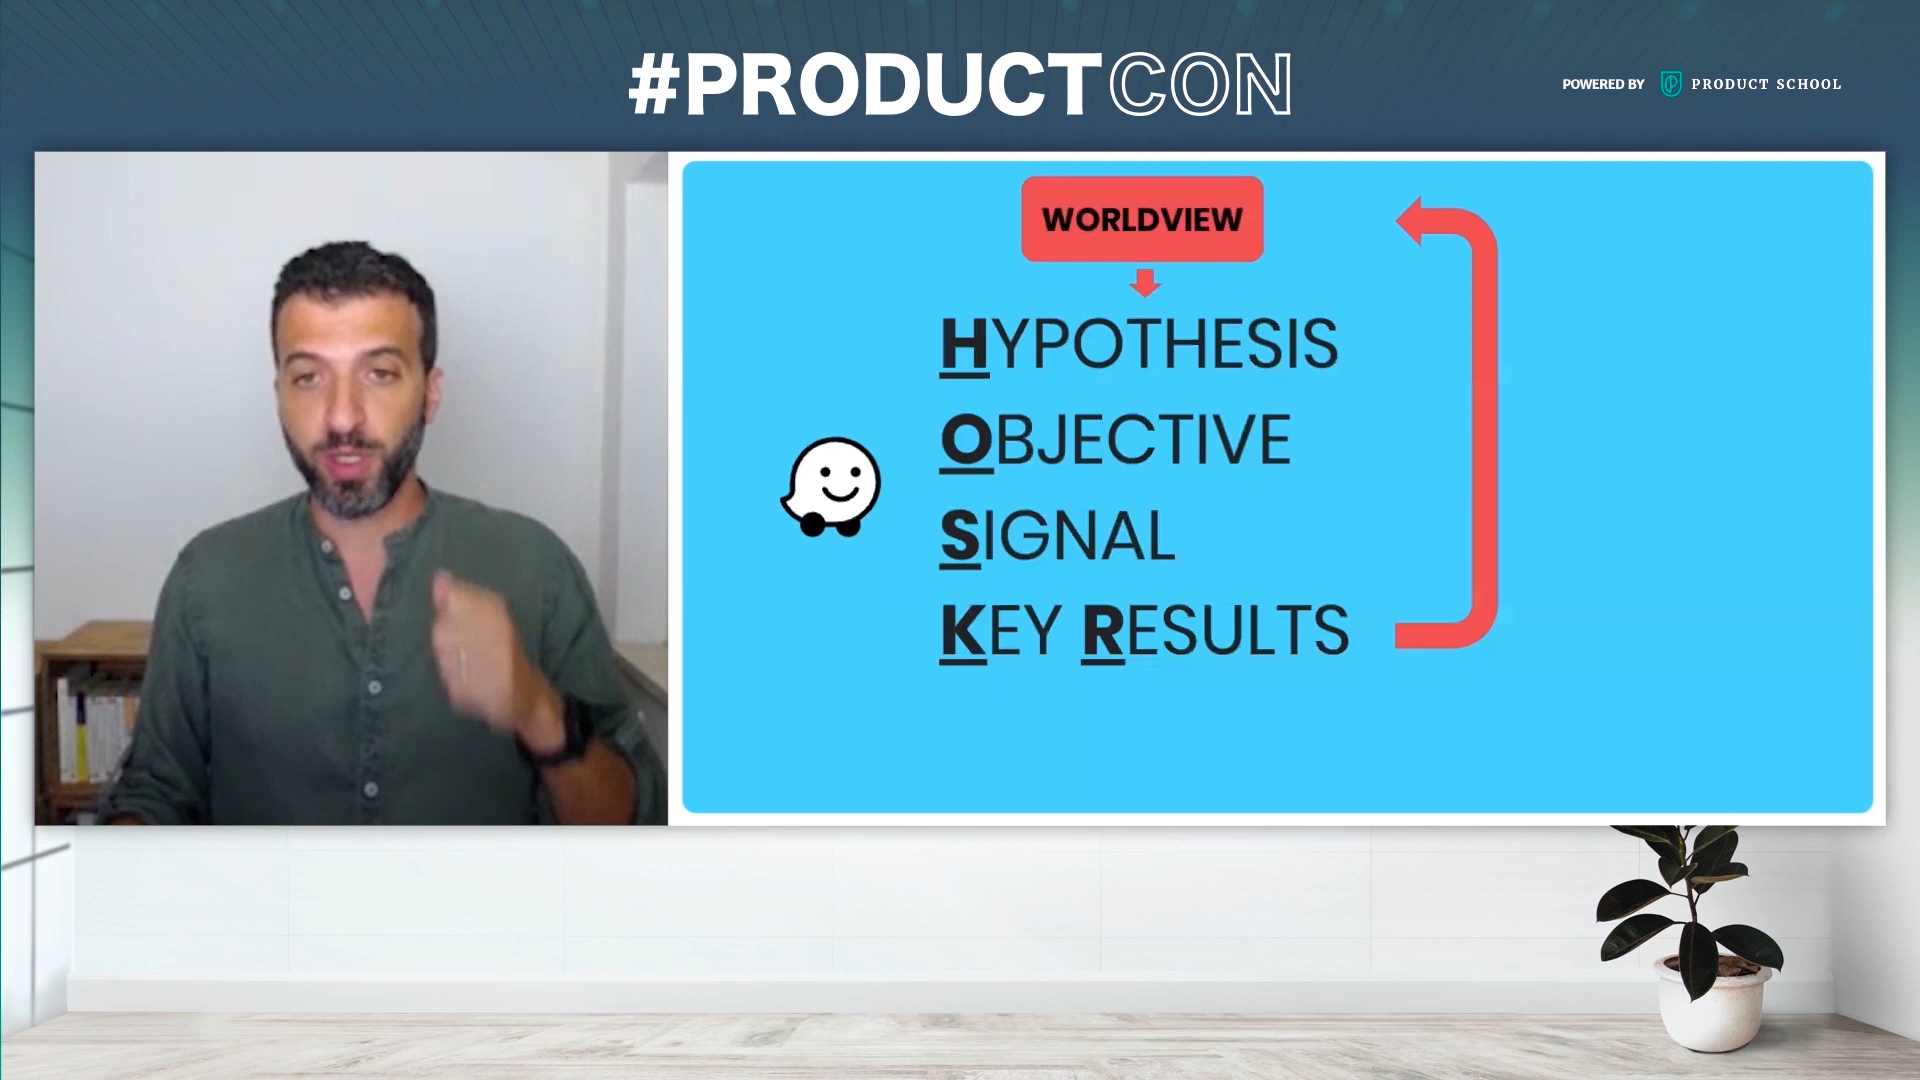 #PRODUCTCON
POWERED BY PRODUCT SCHOOL
WORLDVIEW
HYPOTHESIS
OBJECTIVE
SIGNAL
KEY RESULTS